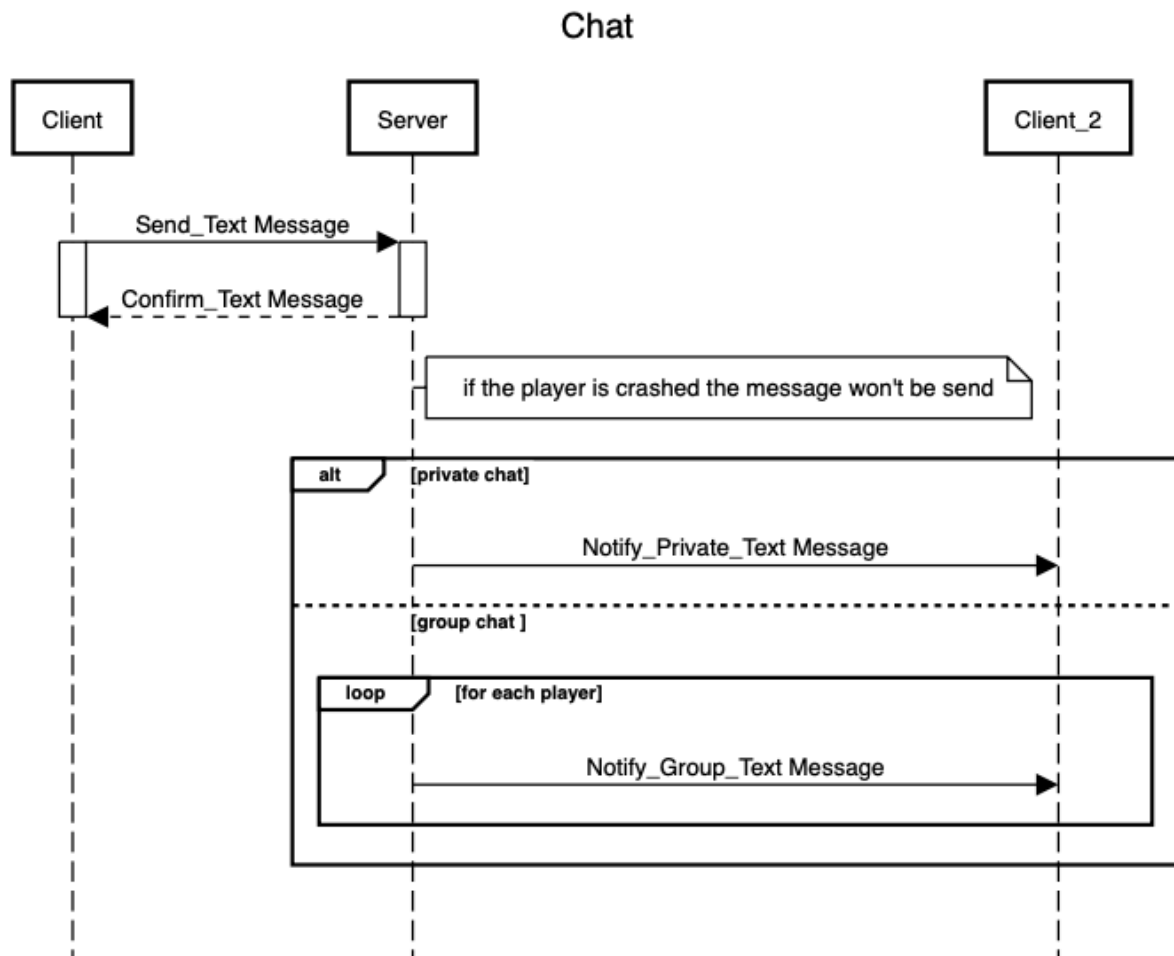 Chat
Client
Server
Client_2
Send_Text Message
Confirm_Text Message
if the player is crashed the message won't be send
alt
[private chat]
Notify_Private_Text Message
[group chat ]
loop
[for each player]
Notify_Group_Text Message